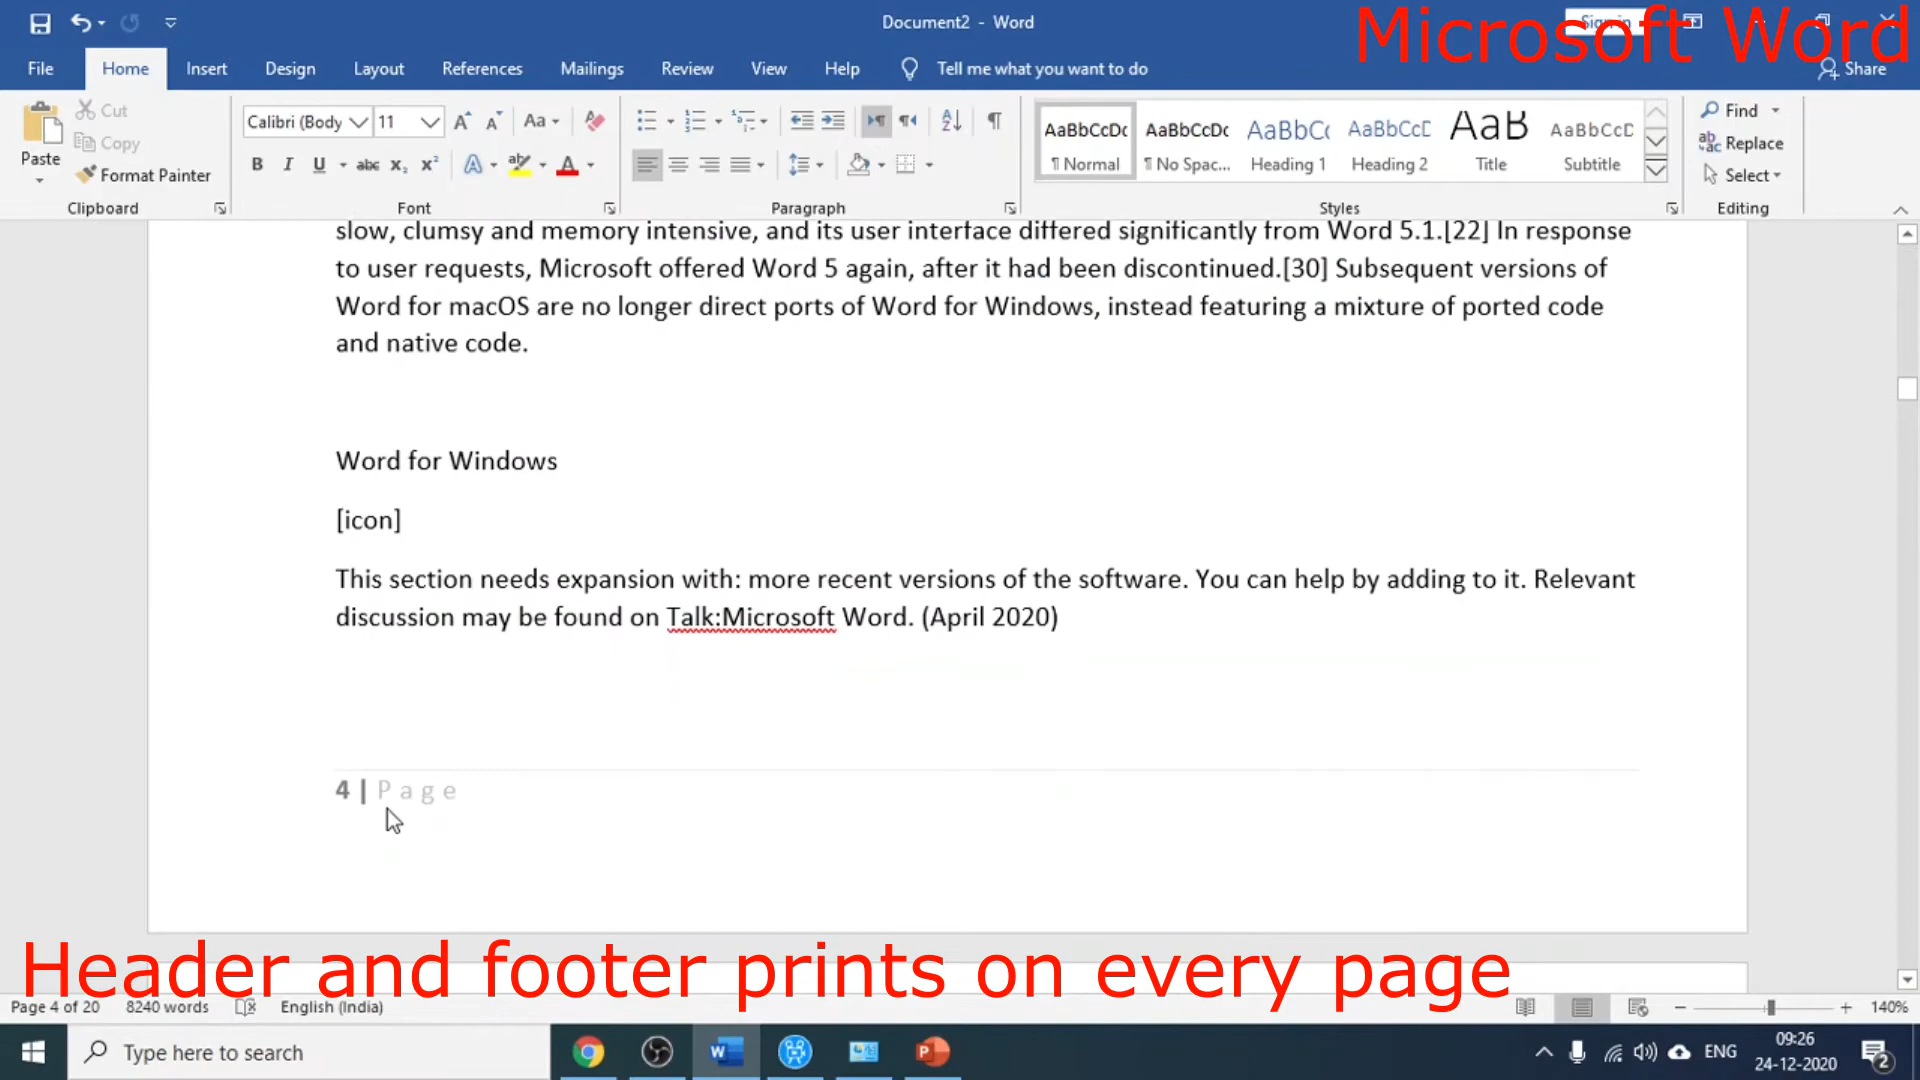 Document2 - Word
Sign in
Microsoft Word
File Home Insert Design Layout References Mailings Review View Help Tell me what you want to do Share
Paste
Cut
Copy
Format Painter
Clipboard
Calibri (Body 11
Font
Paragraph
AaBbCcDc AaBbCcDc AaBbC( AaBbCcD AaB AaBbCcD
¶ Normal ¶ No Spac... Heading 1 Heading 2 Title Subtitle
Styles
Find
Replace
Select
Editing
slow, clumsy and memory intensive, and its user interface differed significantly from Word 5.1.[22] In response
to user requests, Microsoft offered Word 5 again, after it had been discontinued.[30] Subsequent versions of
Word for macOS are no longer direct ports of Word for Windows, instead featuring a mixture of ported code
and native code.
Word for Windows
[icon]
This section needs expansion with: more recent versions of the software. You can help by adding to it. Relevant
discussion may be found on Talk:Microsoft Word. (April 2020)
4 | P a g e
Header and footer prints on every page
Page 4 of 20 8240 words English (India) 140%
Type here to search
ENG
09:26
24-12-2020
2